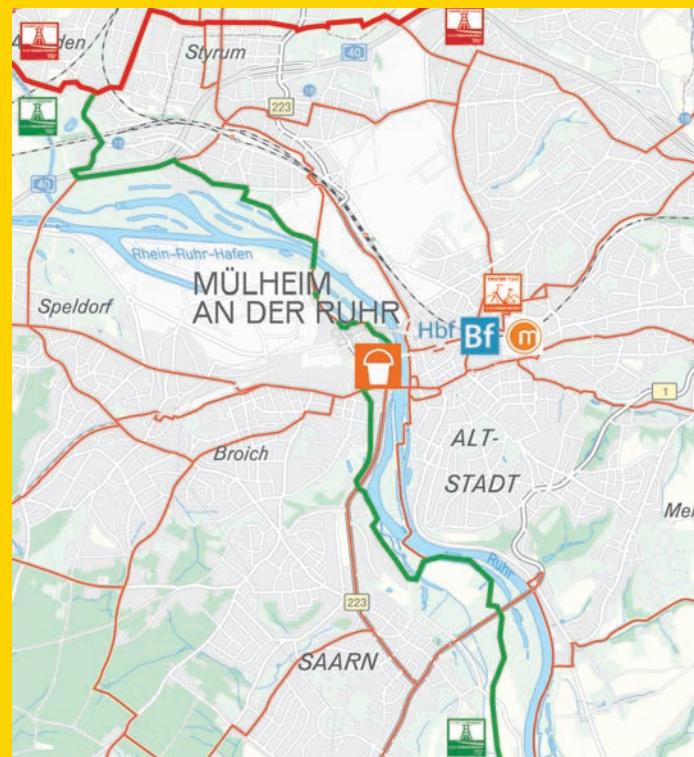 Styrum
40
223
40
Rhein-Ruhr-Hafen
MÜLHEIM
AN DER RUHR
Speldorf
Hbf
Bf
m
1
ALT-
STADT
Broich
Ruhr
223
SAARN